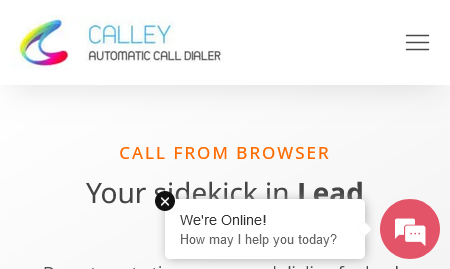 CALLEY
AUTOMATIC CALL DIALER
CALL FROM BROWSER
Your sidekick in Lead
We're Online!
How may I help you today?